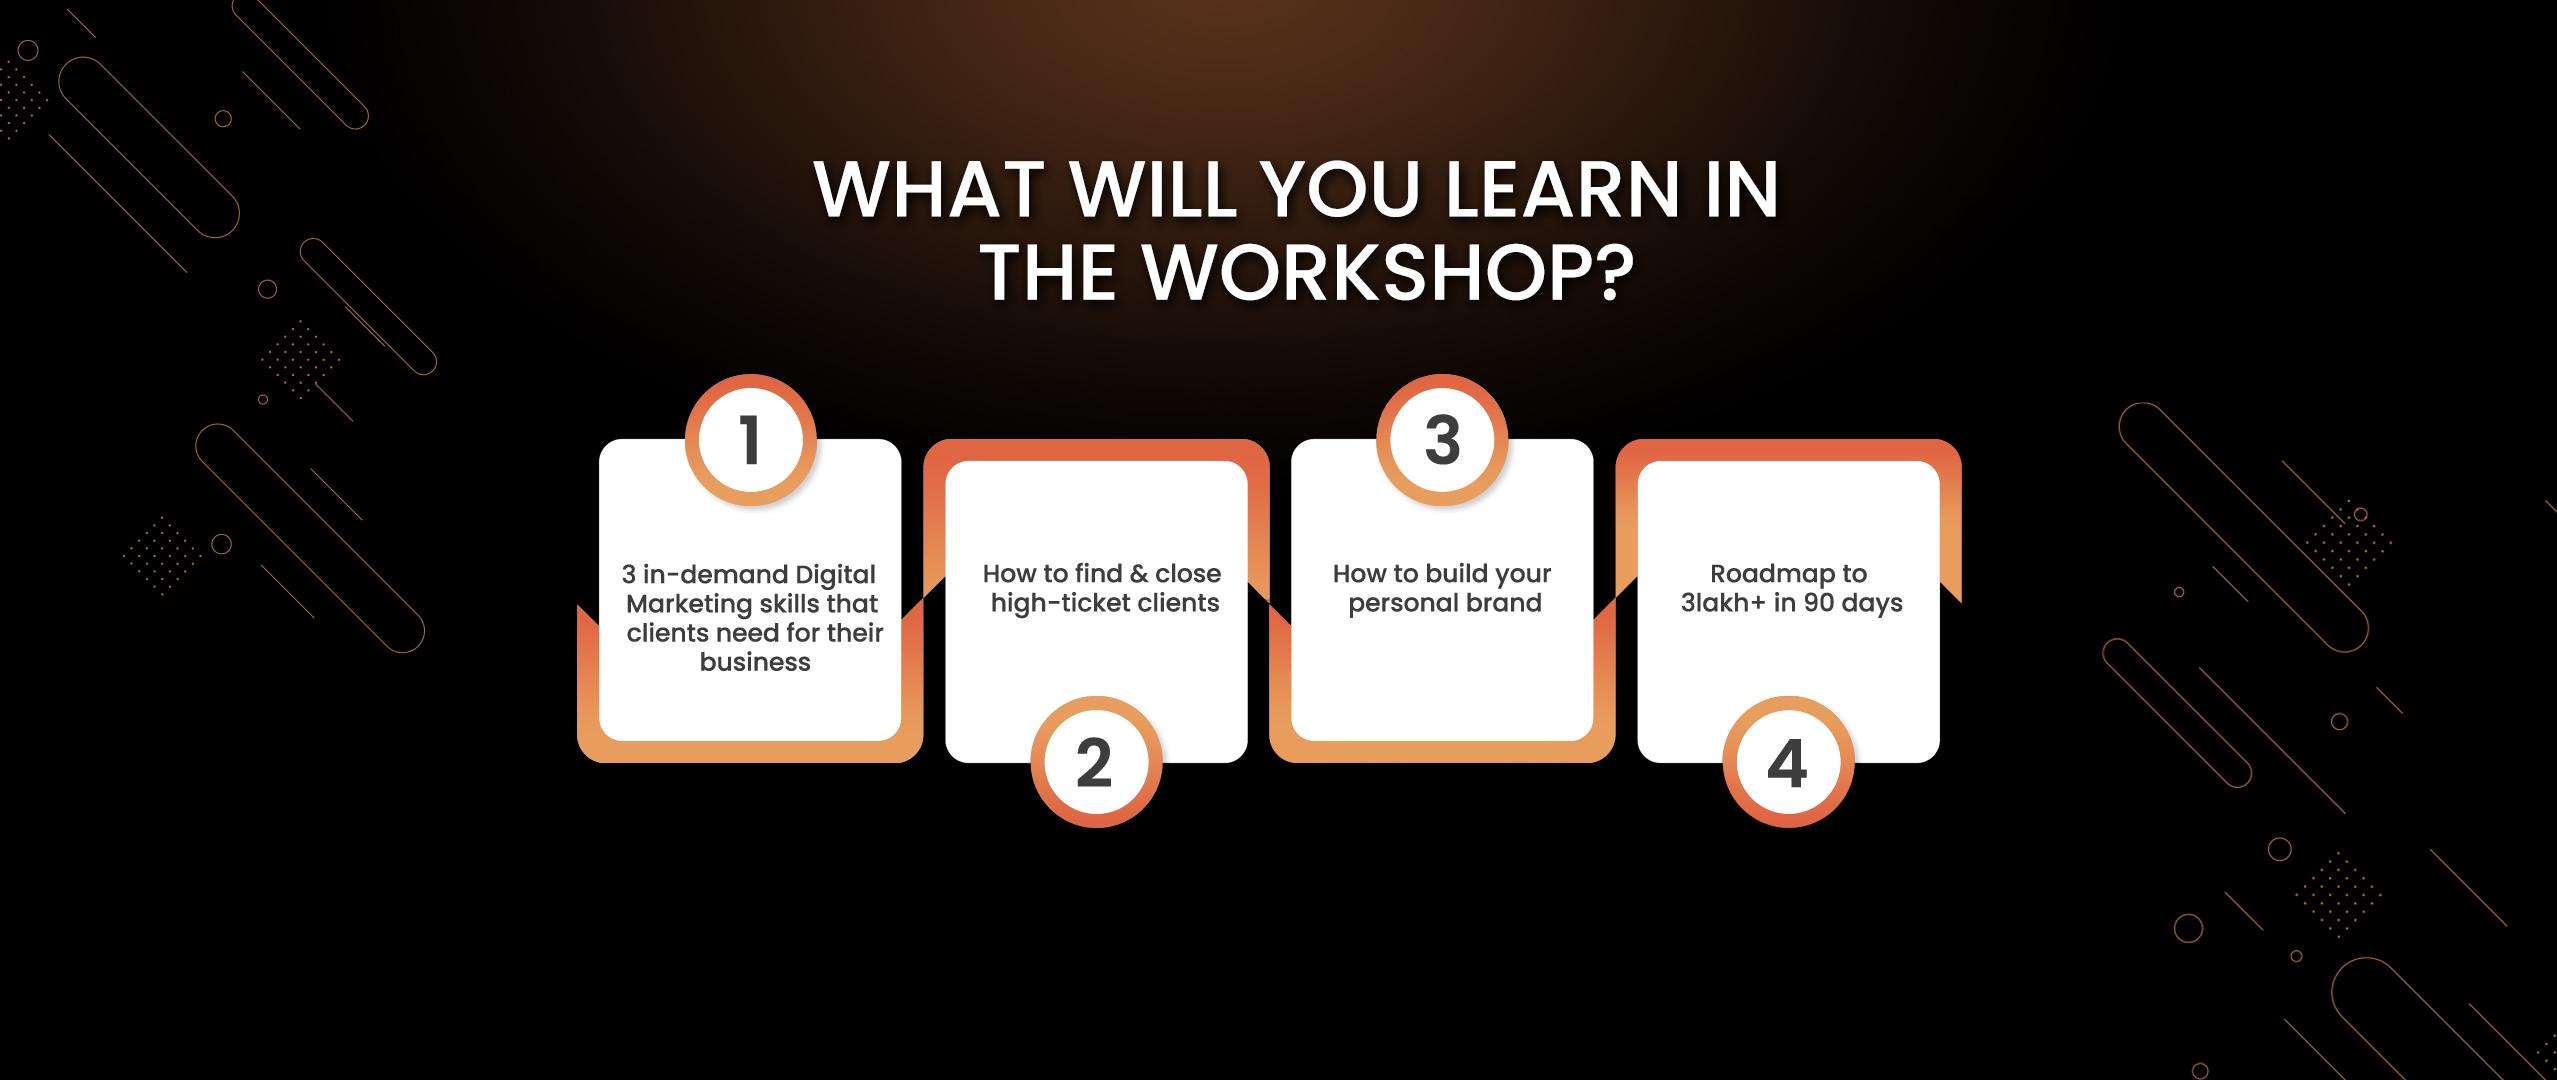 WHAT WILL YOU LEARN IN
THE WORKSHOP?
1
3 in-demand Digital
Marketing skills that
clients need for their
business
How to find & close
high-ticket clients
2
3
How to build your
personal brand
Roadmap to
3lakh+ in 90 days
4